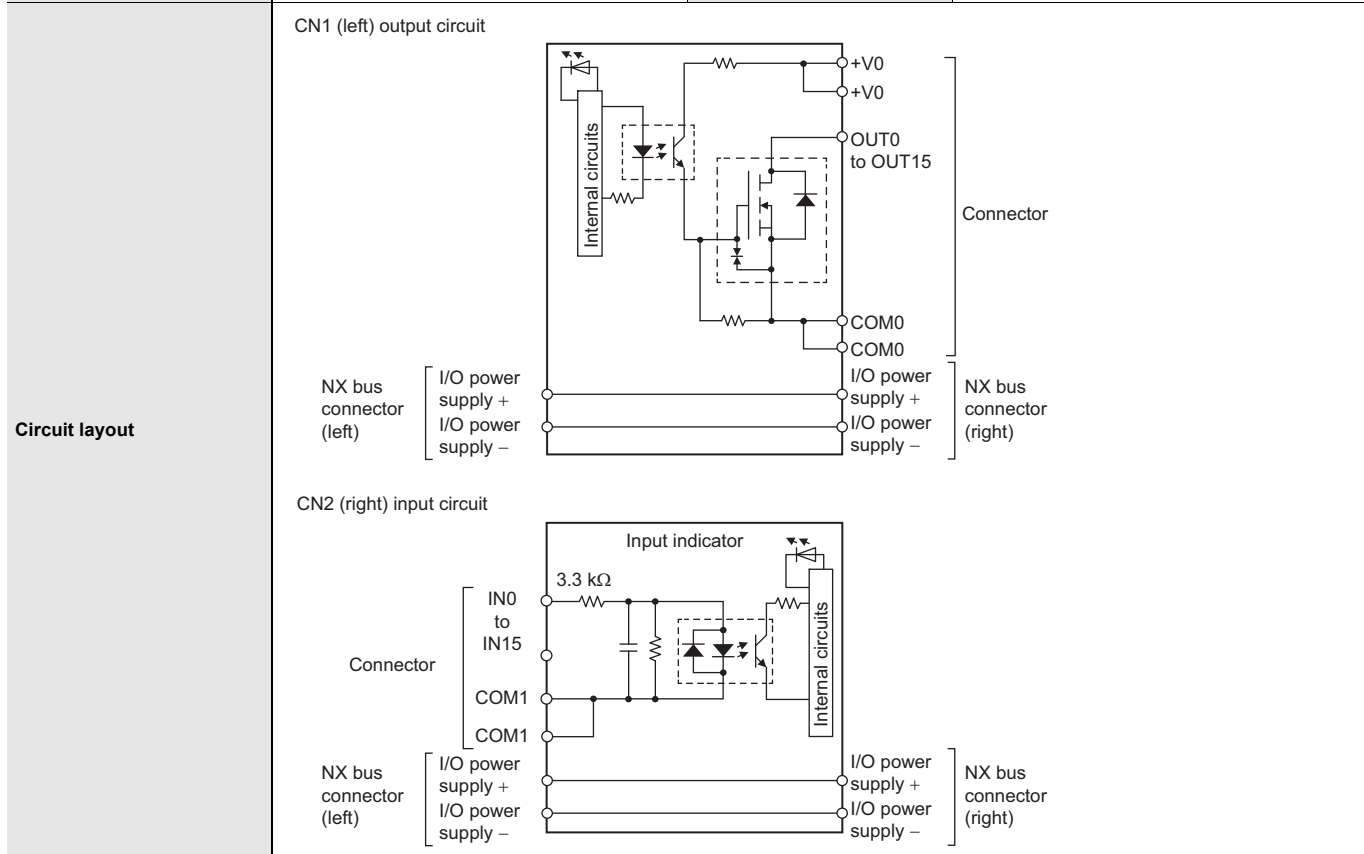 Circuit layout
CN1 (left) output circuit
Internal circuits
+V0
+V0
OUT0
to OUT15
Connector
COM0
COM0
NX bus
connector
(left)
I/O power
supply +
I/O power
supply −
I/O power
supply +
I/O power
supply −
NX bus
connector
(right)
CN2 (right) input circuit
Input indicator
3.3 kΩ
IN0
to
IN15
Connector
COM1
COM1
Internal circuits
NX bus
connector
(left)
I/O power
supply +
I/O power
supply −
I/O power
supply +
I/O power
supply −
NX bus
connector
(right)